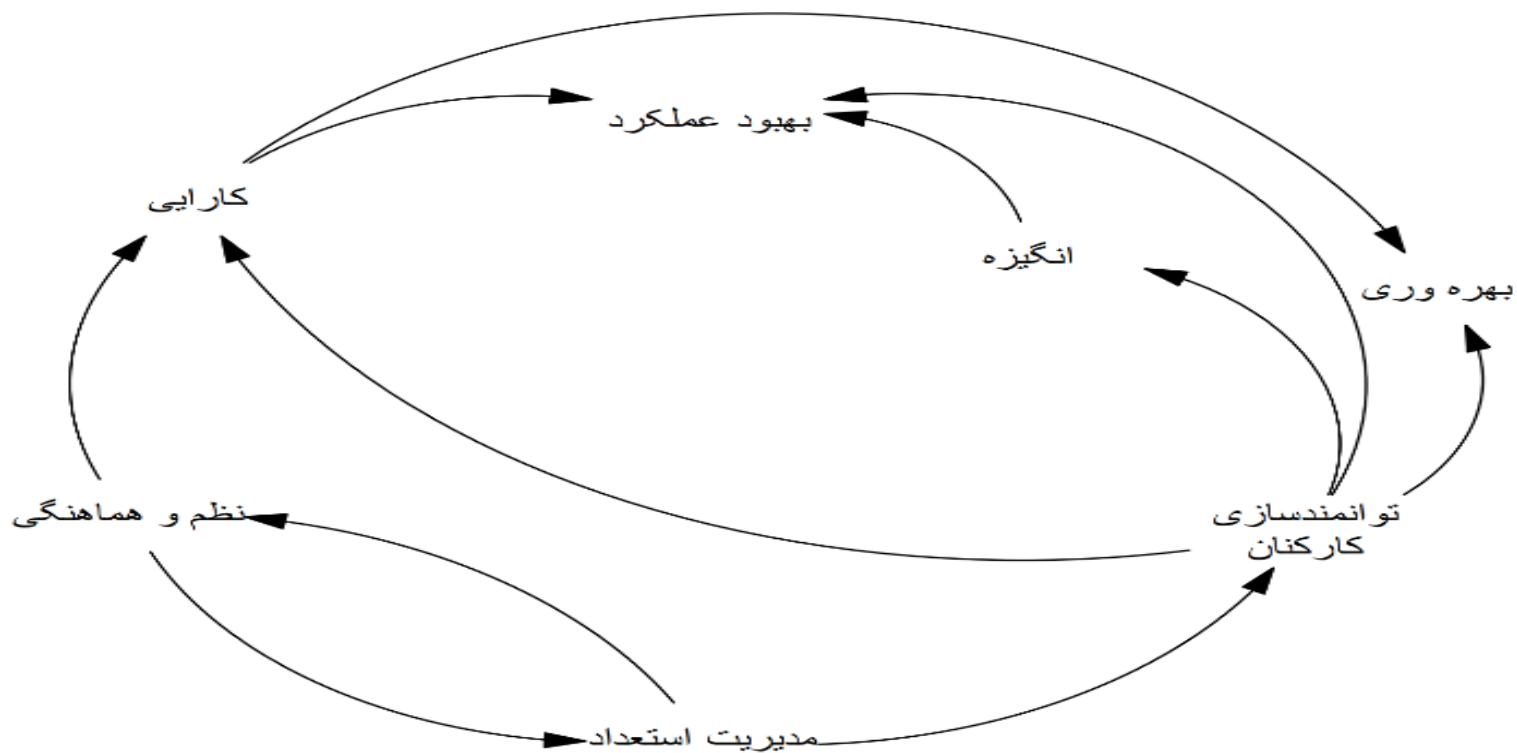 بهبود عملکرد
کارایی
انگیزه
بهره وری
نظم و هماهنگی
توانمندسازی
کارکنان
مدیریت استعداد